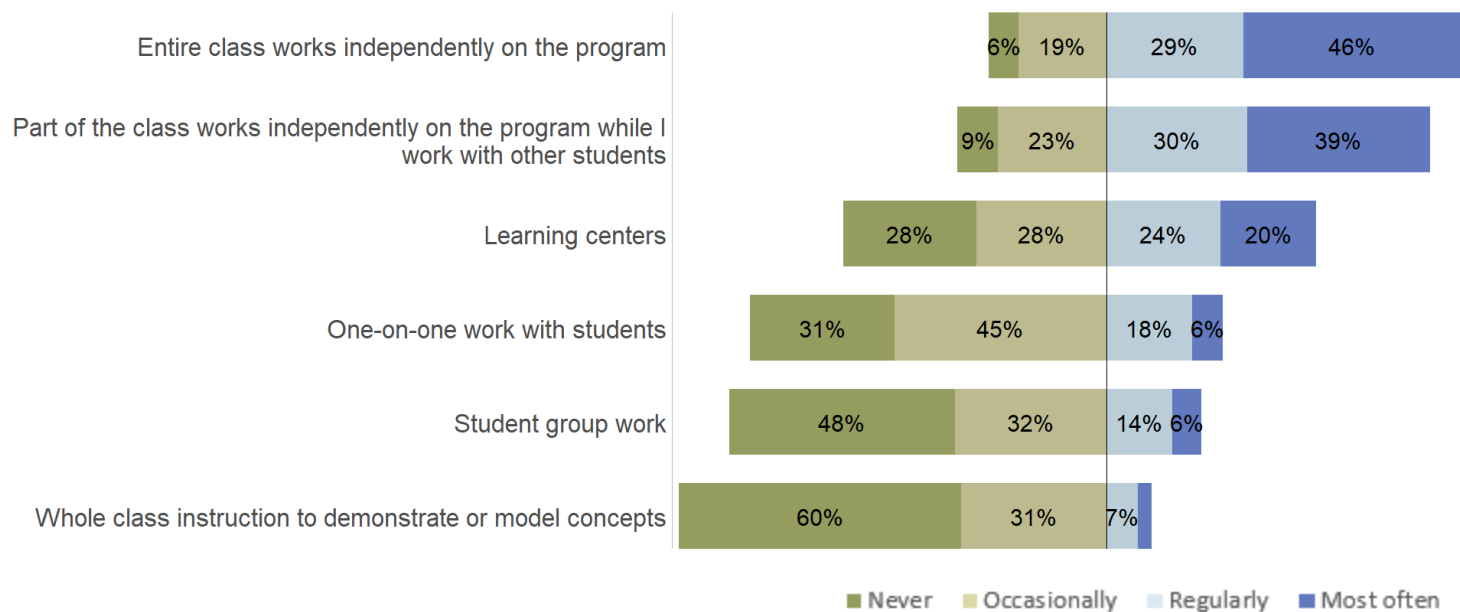 Entire class works independently on the program
6% 19% 29% 46%
Part of the class works independently on the program while I
work with other students
9% 23% 30% 39%
Learning centers
28% 28% 24% 20%
One-on-one work with students
31% 45% 18% 6%
Student group work
48% 32% 14% 6%
Whole class instruction to demonstrate or model concepts
60% 31% 7%
Never Occasionally Regularly Most often